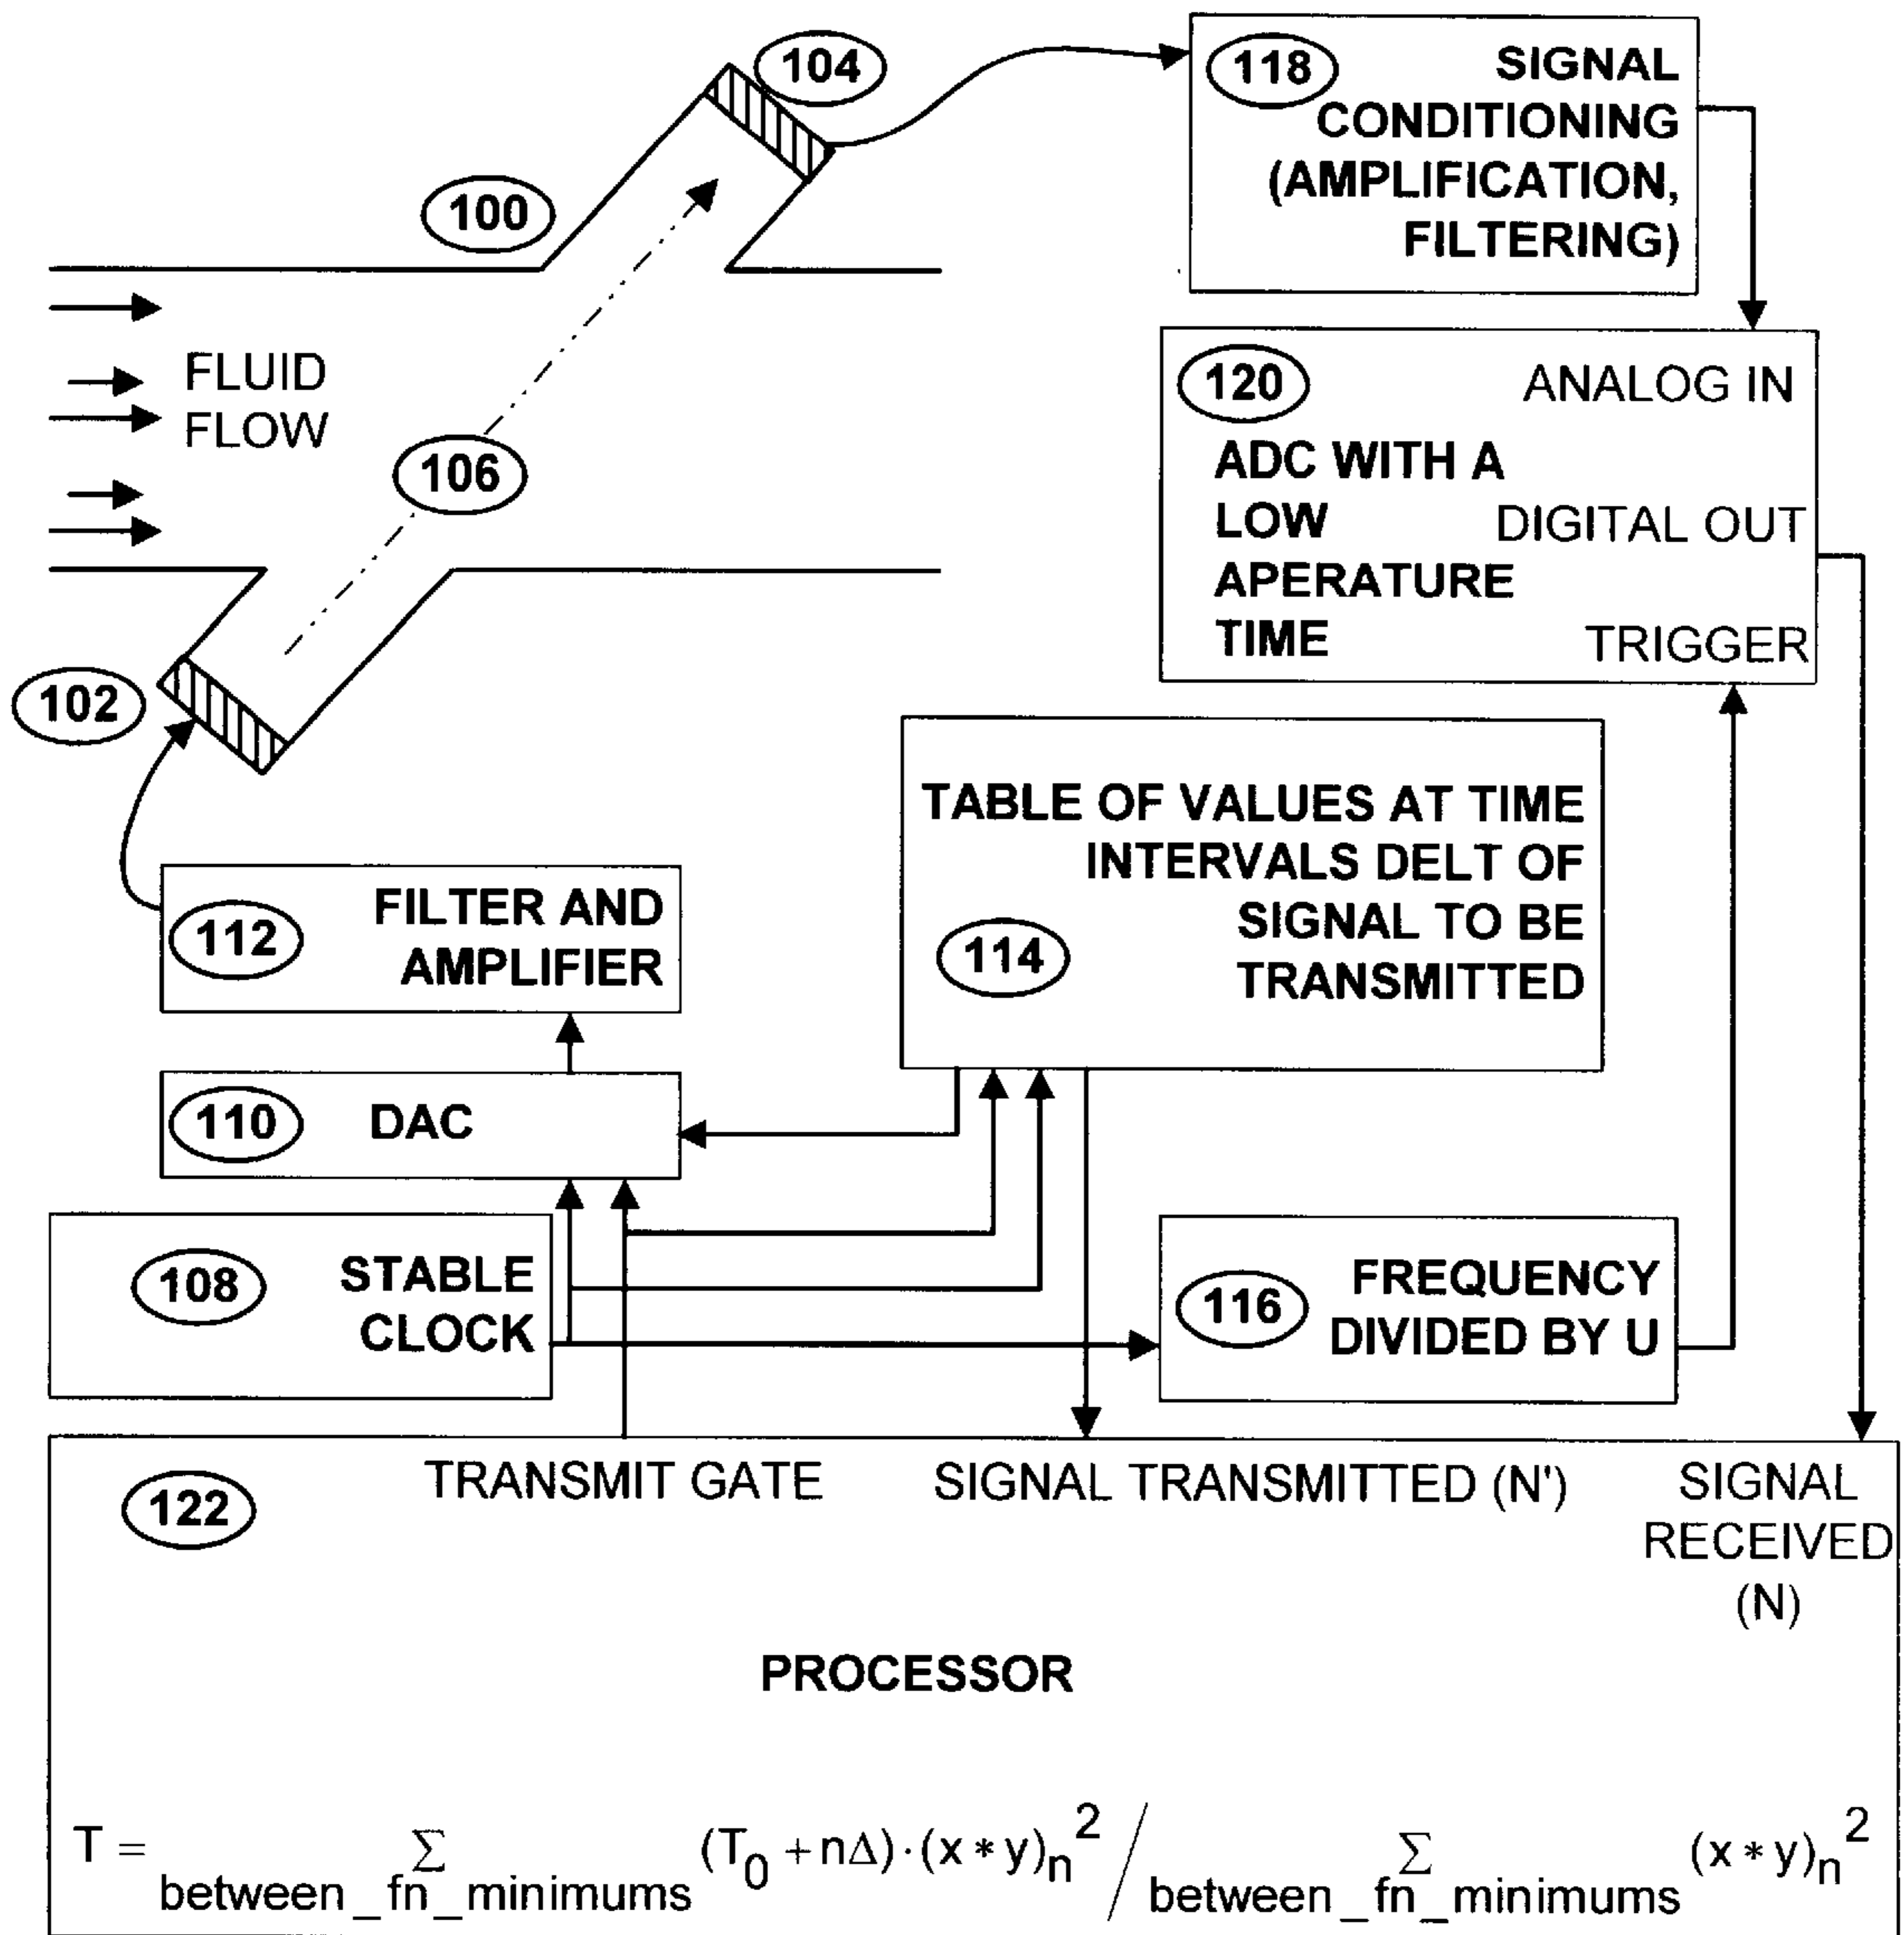 104
118 SIGNAL
CONDITIONING
(AMPLIFICATION,
FILTERING)
100
FLUID
FLOW
106
120 ANALOG IN
ADC WITH A
LOW DIGITAL OUT
APERATURE
TIME TRIGGER
102
TABLE OF VALUES AT TIME
INTERVALS DELT OF
SIGNAL TO BE
114 TRANSMITTED
112 FILTER AND
AMPLIFIER
110 DAC
108 STABLE
CLOCK
116 FREQUENCY
DIVIDED BY U
122 TRANSMIT GATE SIGNAL TRANSMITTED (N') SIGNAL
RECEIVED
(N)
PROCESSOR
T = Σ (T0 + nΔ)·(x * y)n 2 / Σ (x * y)n 2
between_fn_minimums between_fn_minimums